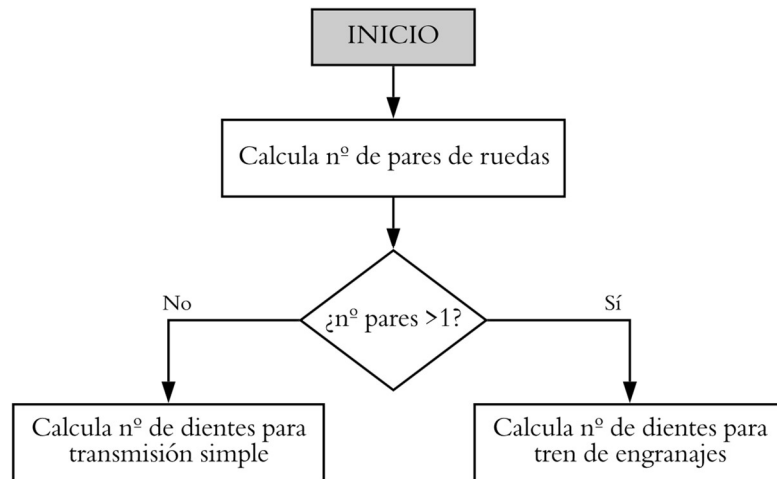 INICIO
Calcula nº de pares de ruedas
¿nº pares >1?
No
Sí
Calcula nº de dientes para
transmisión simple
Calcula nº de dientes para
tren de engranajes